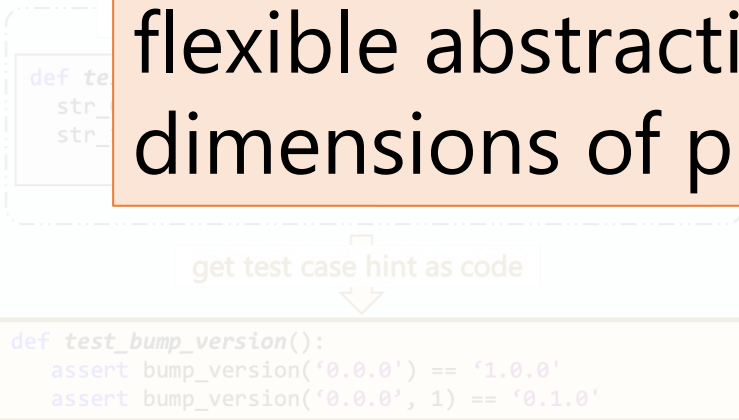 flexible abstracti
dimensions of p
def te
str_
str_
get test case hint as code
def test_bump_version():
assert bump_version(‘0.0.0') == ‘1.0.0'
assert bump_version(‘0.0.0’, 1) == ‘0.1.0'